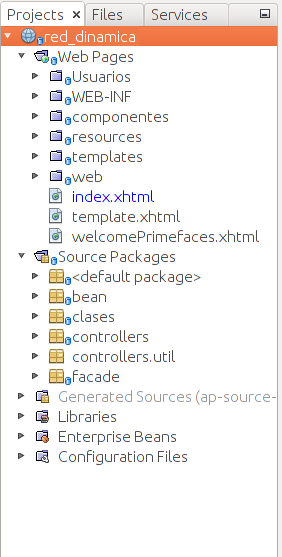 Projects × Files Services
red_dinamica
Web Pages
Usuarios
WEB-INF
componentes
resources
templates
web
index.xhtml
template.xhtml
welcomePrimefaces.xhtml
Source Packages
<default package>
bean
clases
controllers
controllers.util
facade
Generated Sources (ap-source-
Libraries
Enterprise Beans
Configuration Files